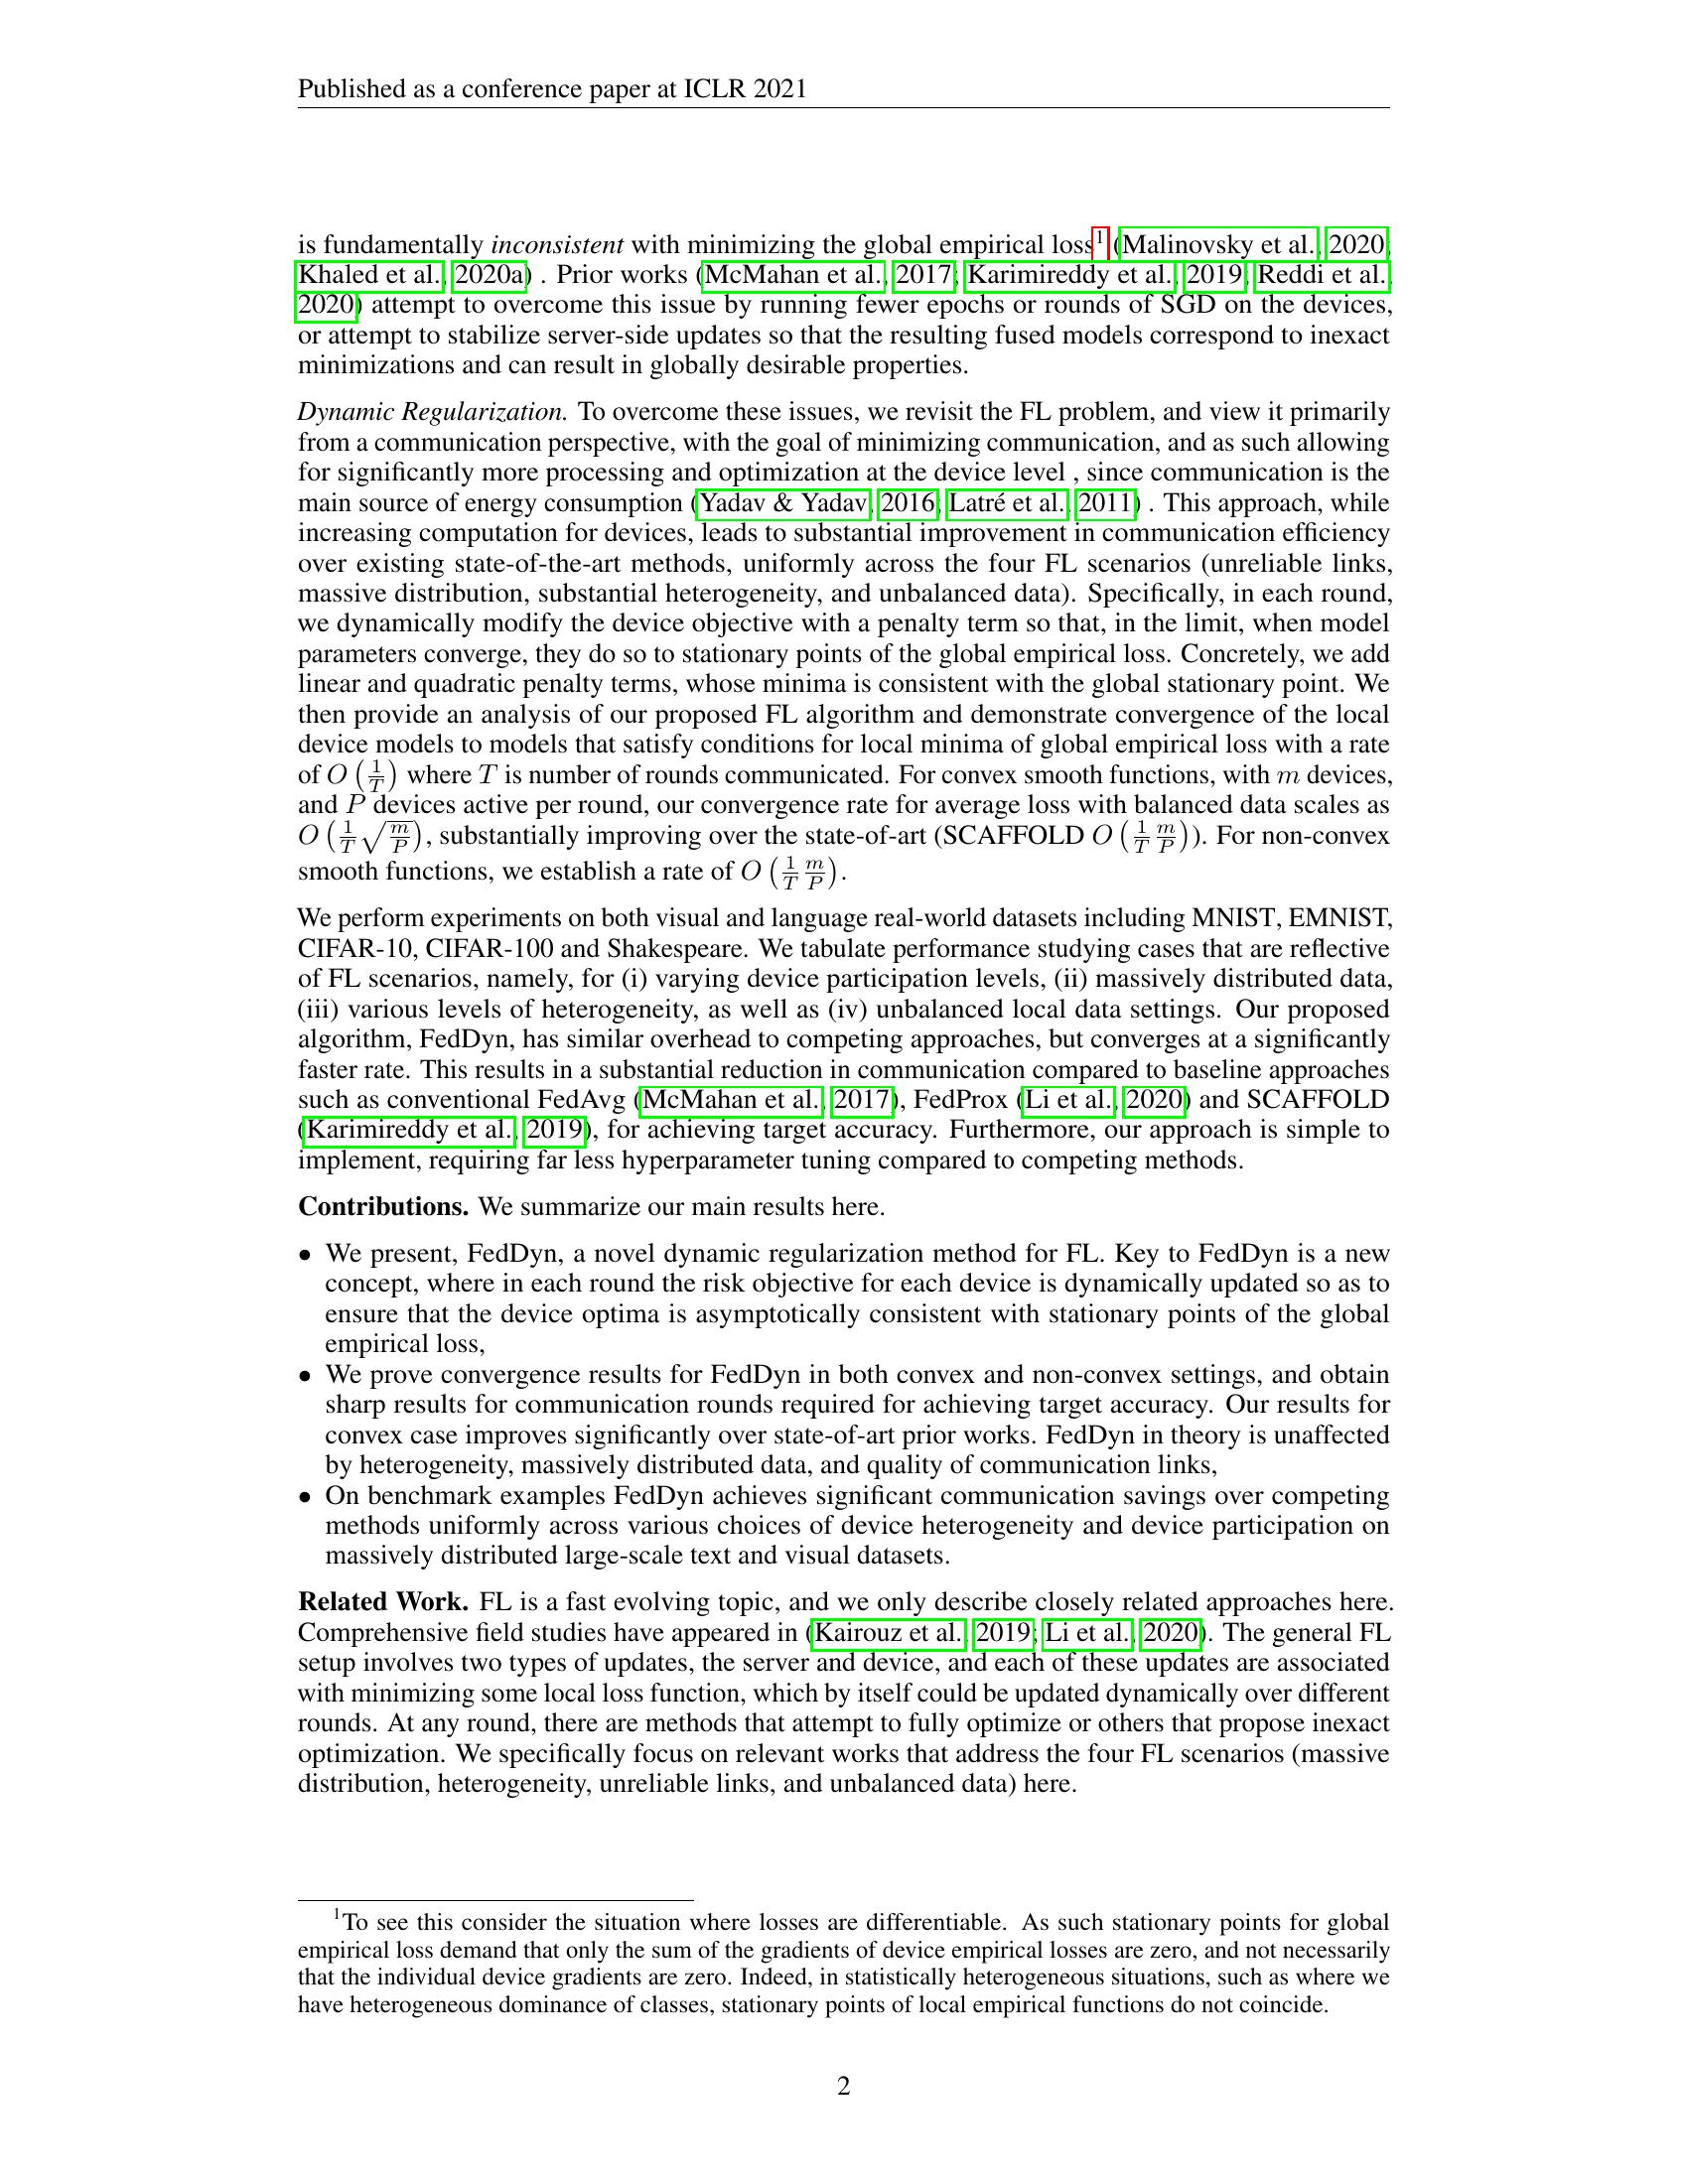 Published as a conference paper at ICLR 2021
is fundamentally inconsistent with minimizing the global empirical loss¹ (Malinovsky et al., 2020;
Khaled et al., 2020a) . Prior works (McMahan et al., 2017; Karimireddy et al., 2019; Reddi et al.,
2020) attempt to overcome this issue by running fewer epochs or rounds of SGD on the devices,
or attempt to stabilize server-side updates so that the resulting fused models correspond to inexact
minimizations and can result in globally desirable properties.
Dynamic Regularization. To overcome these issues, we revisit the FL problem, and view it primarily
from a communication perspective, with the goal of minimizing communication, and as such allowing
for significantly more processing and optimization at the device level , since communication is the
main source of energy consumption (Yadav & Yadav, 2016; Latré et al., 2011) . This approach, while
increasing computation for devices, leads to substantial improvement in communication efficiency
over existing state-of-the-art methods, uniformly across the four FL scenarios (unreliable links,
massive distribution, substantial heterogeneity, and unbalanced data). Specifically, in each round,
we dynamically modify the device objective with a penalty term so that, in the limit, when model
parameters converge, they do so to stationary points of the global empirical loss. Concretely, we add
linear and quadratic penalty terms, whose minima is consistent with the global stationary point. We
then provide an analysis of our proposed FL algorithm and demonstrate convergence of the local
device models to models that satisfy conditions for local minima of global empirical loss with a rate
of O (1/T) where T is number of rounds communicated. For convex smooth functions, with m devices,
and P devices active per round, our convergence rate for average loss with balanced data scales as
O (1/T √(m/P)), substantially improving over the state-of-art (SCAFFOLD O (1/T m/P)). For non-convex
smooth functions, we establish a rate of O (1/T m/P).
We perform experiments on both visual and language real-world datasets including MNIST, EMNIST,
CIFAR-10, CIFAR-100 and Shakespeare. We tabulate performance studying cases that are reflective
of FL scenarios, namely, for (i) varying device participation levels, (ii) massively distributed data,
(iii) various levels of heterogeneity, as well as (iv) unbalanced local data settings. Our proposed
algorithm, FedDyn, has similar overhead to competing approaches, but converges at a significantly
faster rate. This results in a substantial reduction in communication compared to baseline approaches
such as conventional FedAvg (McMahan et al., 2017), FedProx (Li et al., 2020) and SCAFFOLD
(Karimireddy et al., 2019), for achieving target accuracy. Furthermore, our approach is simple to
implement, requiring far less hyperparameter tuning compared to competing methods.
Contributions. We summarize our main results here.
• We present, FedDyn, a novel dynamic regularization method for FL. Key to FedDyn is a new
concept, where in each round the risk objective for each device is dynamically updated so as to
ensure that the device optima is asymptotically consistent with stationary points of the global
empirical loss,
• We prove convergence results for FedDyn in both convex and non-convex settings, and obtain
sharp results for communication rounds required for achieving target accuracy. Our results for
convex case improves significantly over state-of-art prior works. FedDyn in theory is unaffected
by heterogeneity, massively distributed data, and quality of communication links,
• On benchmark examples FedDyn achieves significant communication savings over competing
methods uniformly across various choices of device heterogeneity and device participation on
massively distributed large-scale text and visual datasets.
Related Work. FL is a fast evolving topic, and we only describe closely related approaches here.
Comprehensive field studies have appeared in (Kairouz et al., 2019; Li et al., 2020). The general FL
setup involves two types of updates, the server and device, and each of these updates are associated
with minimizing some local loss function, which by itself could be updated dynamically over different
rounds. At any round, there are methods that attempt to fully optimize or others that propose inexact
optimization. We specifically focus on relevant works that address the four FL scenarios (massive
distribution, heterogeneity, unreliable links, and unbalanced data) here.
¹To see this consider the situation where losses are differentiable. As such stationary points for global
empirical loss demand that only the sum of the gradients of device empirical losses are zero, and not necessarily
that the individual device gradients are zero. Indeed, in statistically heterogeneous situations, such as where we
have heterogeneous dominance of classes, stationary points of local empirical functions do not coincide.
2